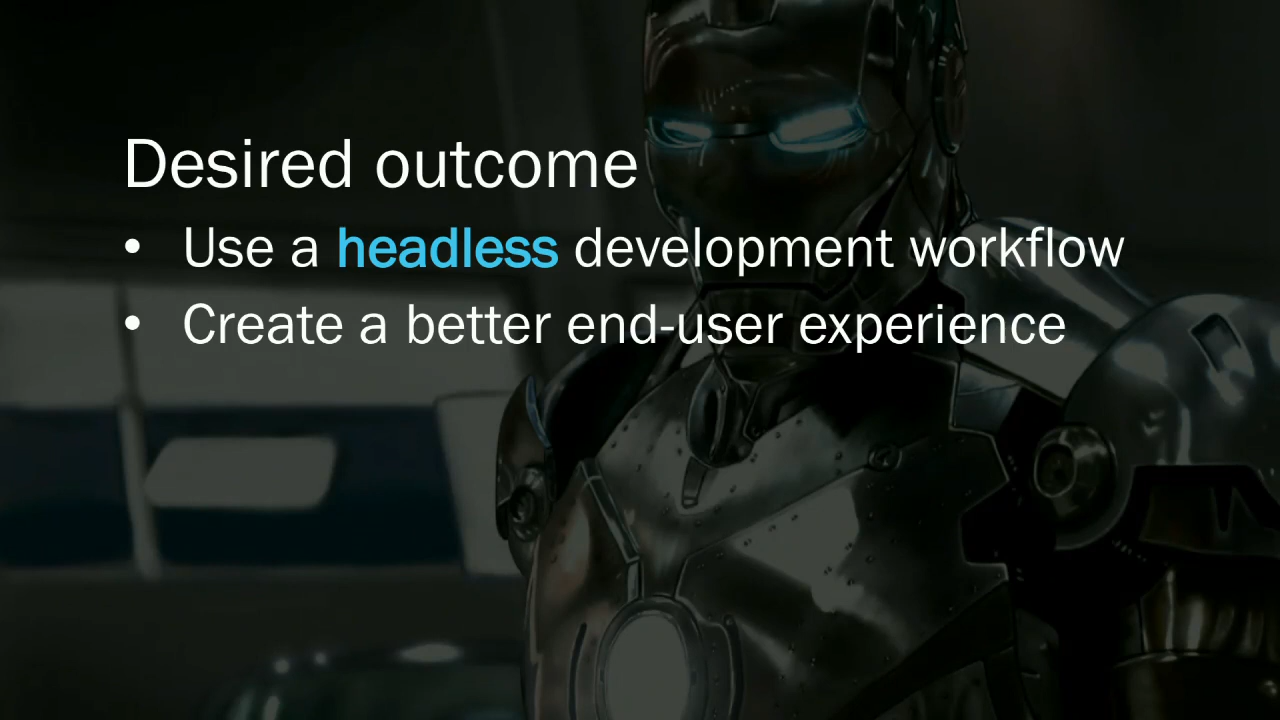 Desired outcome
• Use a headless development workflow
• Create a better end-user experience